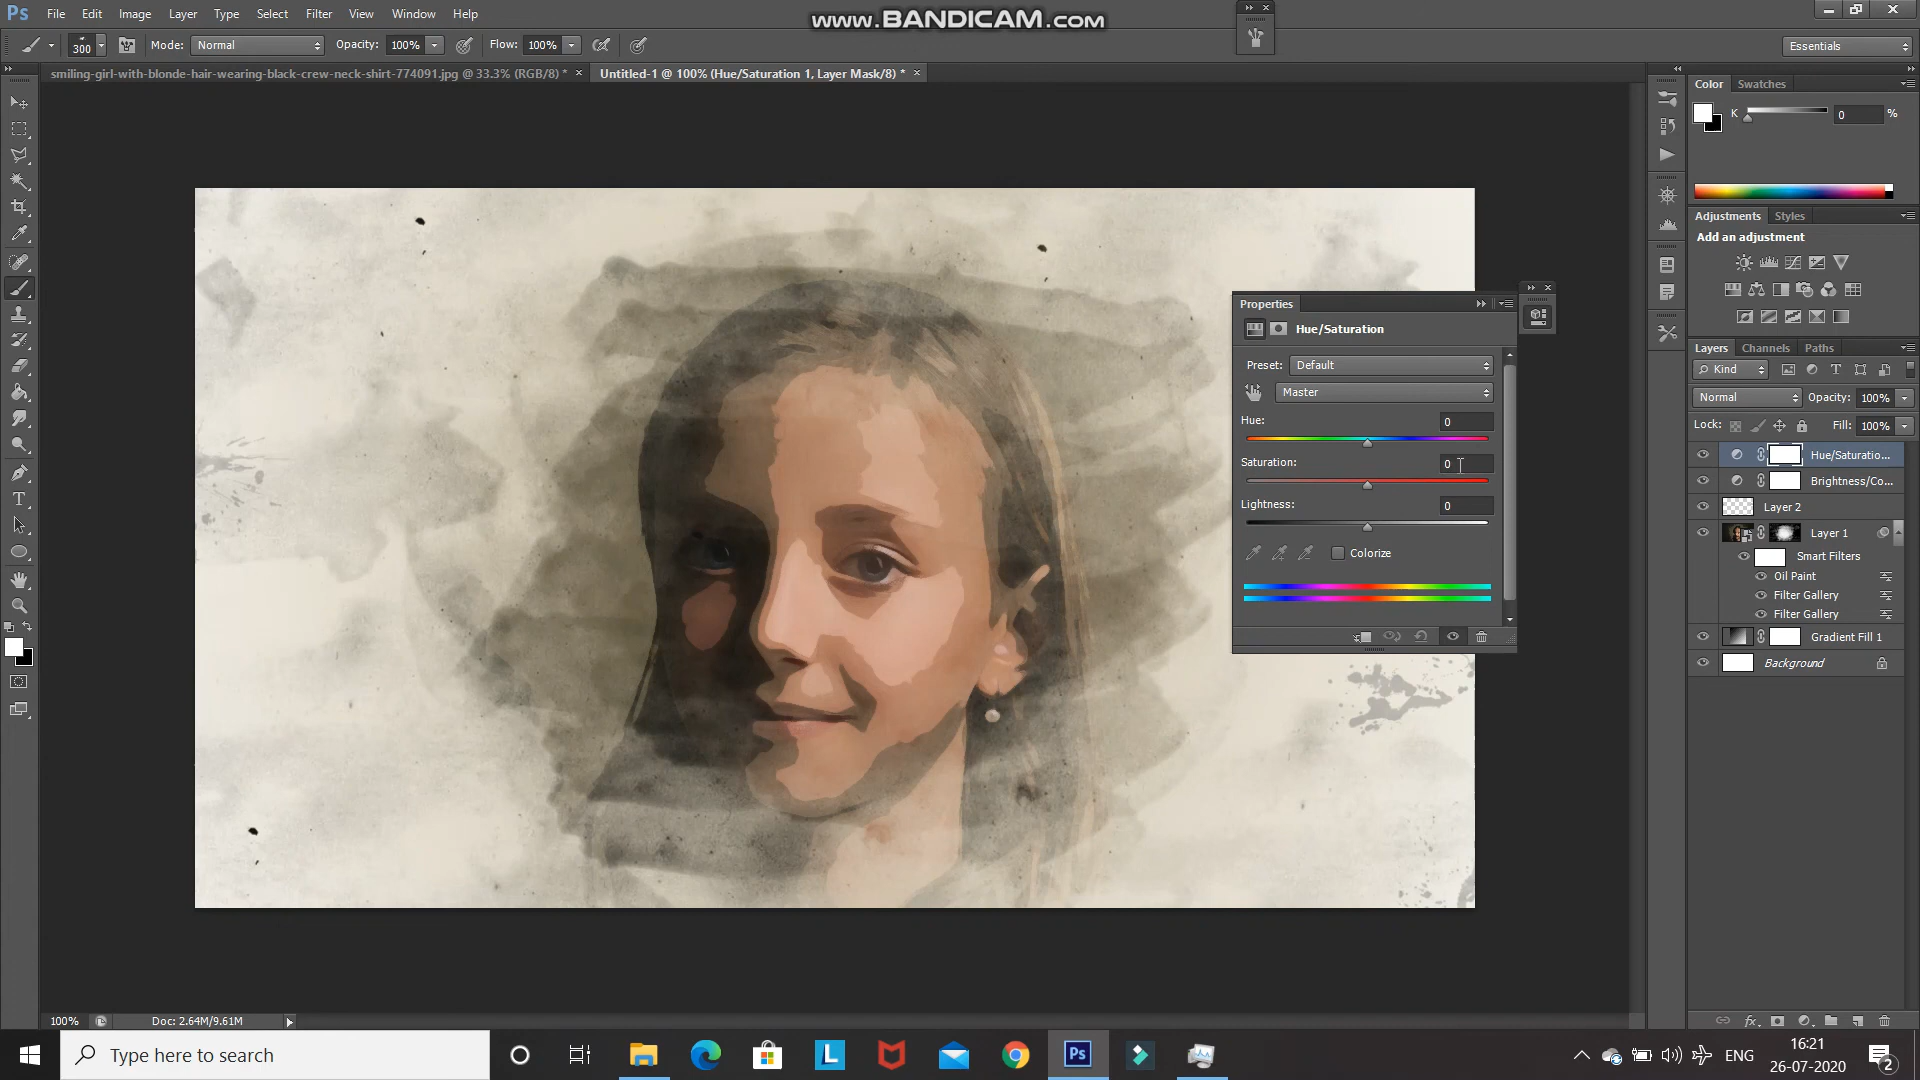 Ps File Edit Image Layer Type Select Filter View Window Help
www.BANDICAM.com
300 Mode: Normal Opacity: 100% Flow: 100% Essentials
smiling-girl-with-blonde-hair-wearing-black-crew-neck-shirt-774091.jpg @ 33.3% (RGB/8) * Untitled-1 @ 100% (Hue/Saturation 1, Layer Mask/8) *
Color Swatches
K 0 %
Adjustments Styles
Add an adjustment
Properties
Hue/Saturation
Preset: Default
Master
Hue: 0
Saturation: 0
Lightness: 0
Colorize
Layers Channels Paths
Kind
Normal Opacity: 100%
Lock: Fill: 100%
Hue/Saturatio...
Brightness/Co...
Layer 2
Layer 1
Smart Filters
Oil Paint
Filter Gallery
Filter Gallery
Gradient Fill 1
Background
fx
100% Doc: 2.64M/9.61M
Type here to search
L
Ps
ENG
16:21
26-07-2020
2